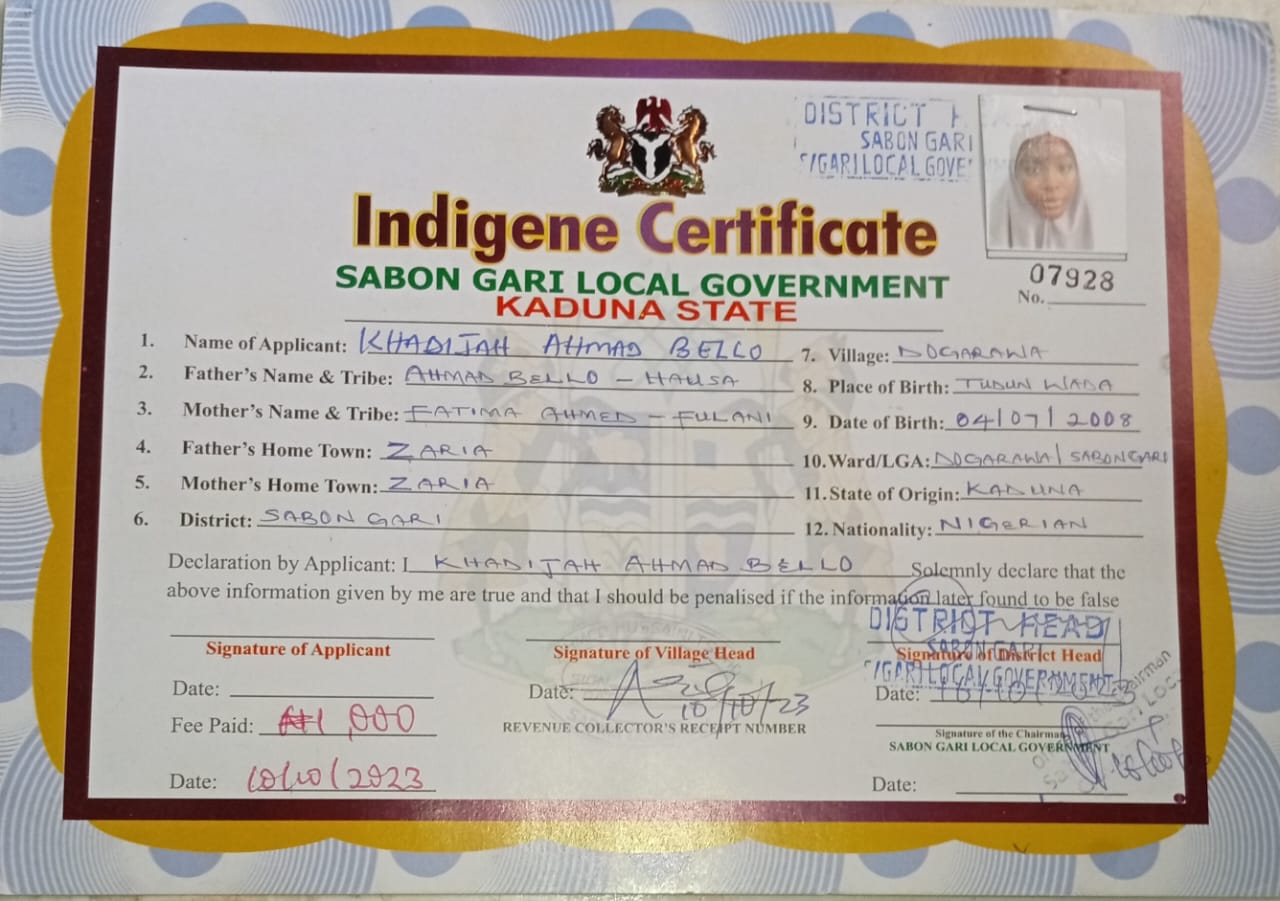 DISTRICT H
SABON GARI
S/GARI LOCAL GOVE
Indigene Certificate
SABON GARI LOCAL GOVERNMENT
KADUNA STATE
07928
No.
1. Name of Applicant: KHADIJAH AHMAD BELLO
2. Father's Name & Tribe: AHMAD BELLO - HAUSA
3. Mother's Name & Tribe: FATIMA AHMED - FULANI
4. Father's Home Town: ZARIA
5. Mother's Home Town: ZARIA
6. District: SABON GARI
7. Village: DOGARAWA
8. Place of Birth: TUDUN WADA
9. Date of Birth: 04/07/2008
10. Ward/LGA: DOGARAWA/SABON GARI
11. State of Origin: KADUNA
12. Nationality: NIGERIAN
Declaration by Applicant: I KHADIJAH AHMAD BELLO Solemnly declare that the
above information given by me are true and that I should be penalised if the information later found to be false
Signature of Applicant
Date:
Fee Paid: ₦1,000
Date: 10/10/2023
Signature of Village Head
Date: 10/10/23
REVENUE COLLECTOR'S RECEIPT NUMBER
DISTRICT HEAD
SABON GARI
S/GARI LOCAL GOVERNMENT
Signature of District Head
Date: 10/10/2023
Signature of the Chairman
SABON GARI LOCAL GOVERNMENT
Date: